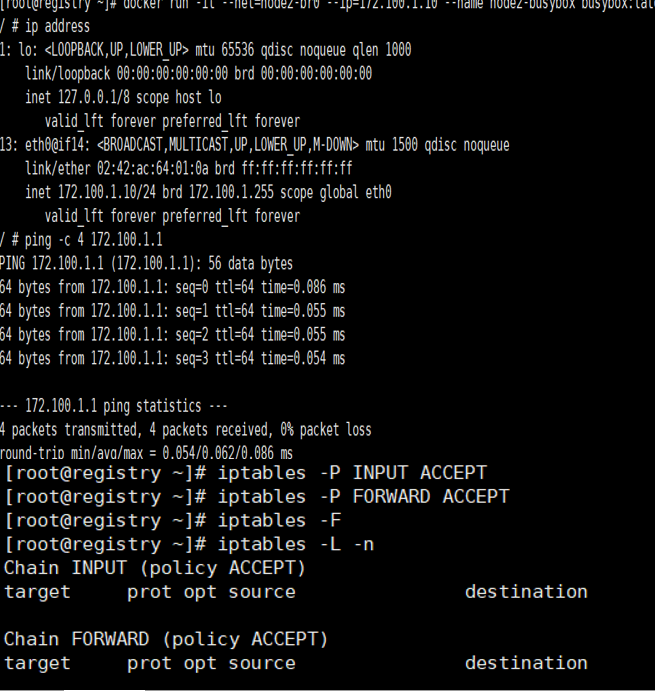 [root@registry ~]# docker run -it --net=node2-br0 --ip=172.100.1.10 --name node2-busybox busybox:late
/ # ip address
1: lo: <LOOPBACK,UP,LOWER_UP> mtu 65536 qdisc noqueue qlen 1000
link/loopback 00:00:00:00:00:00 brd 00:00:00:00:00:00
inet 127.0.0.1/8 scope host lo
valid_lft forever preferred_lft forever
13: eth0@if14: <BROADCAST,MULTICAST,UP,LOWER_UP,M-DOWN> mtu 1500 qdisc noqueue
link/ether 02:42:ac:64:01:0a brd ff:ff:ff:ff:ff:ff
inet 172.100.1.10/24 brd 172.100.1.255 scope global eth0
valid_lft forever preferred_lft forever
/ # ping -c 4 172.100.1.1
PING 172.100.1.1 (172.100.1.1): 56 data bytes
64 bytes from 172.100.1.1: seq=0 ttl=64 time=0.086 ms
64 bytes from 172.100.1.1: seq=1 ttl=64 time=0.055 ms
64 bytes from 172.100.1.1: seq=2 ttl=64 time=0.055 ms
64 bytes from 172.100.1.1: seq=3 ttl=64 time=0.054 ms
--- 172.100.1.1 ping statistics ---
4 packets transmitted, 4 packets received, 0% packet loss
round-trip min/avg/max = 0.054/0.062/0.086 ms
[root@registry ~]# iptables -P INPUT ACCEPT
[root@registry ~]# iptables -P FORWARD ACCEPT
[root@registry ~]# iptables -F
[root@registry ~]# iptables -L -n
Chain INPUT (policy ACCEPT)
target prot opt source destination
Chain FORWARD (policy ACCEPT)
target prot opt source destination